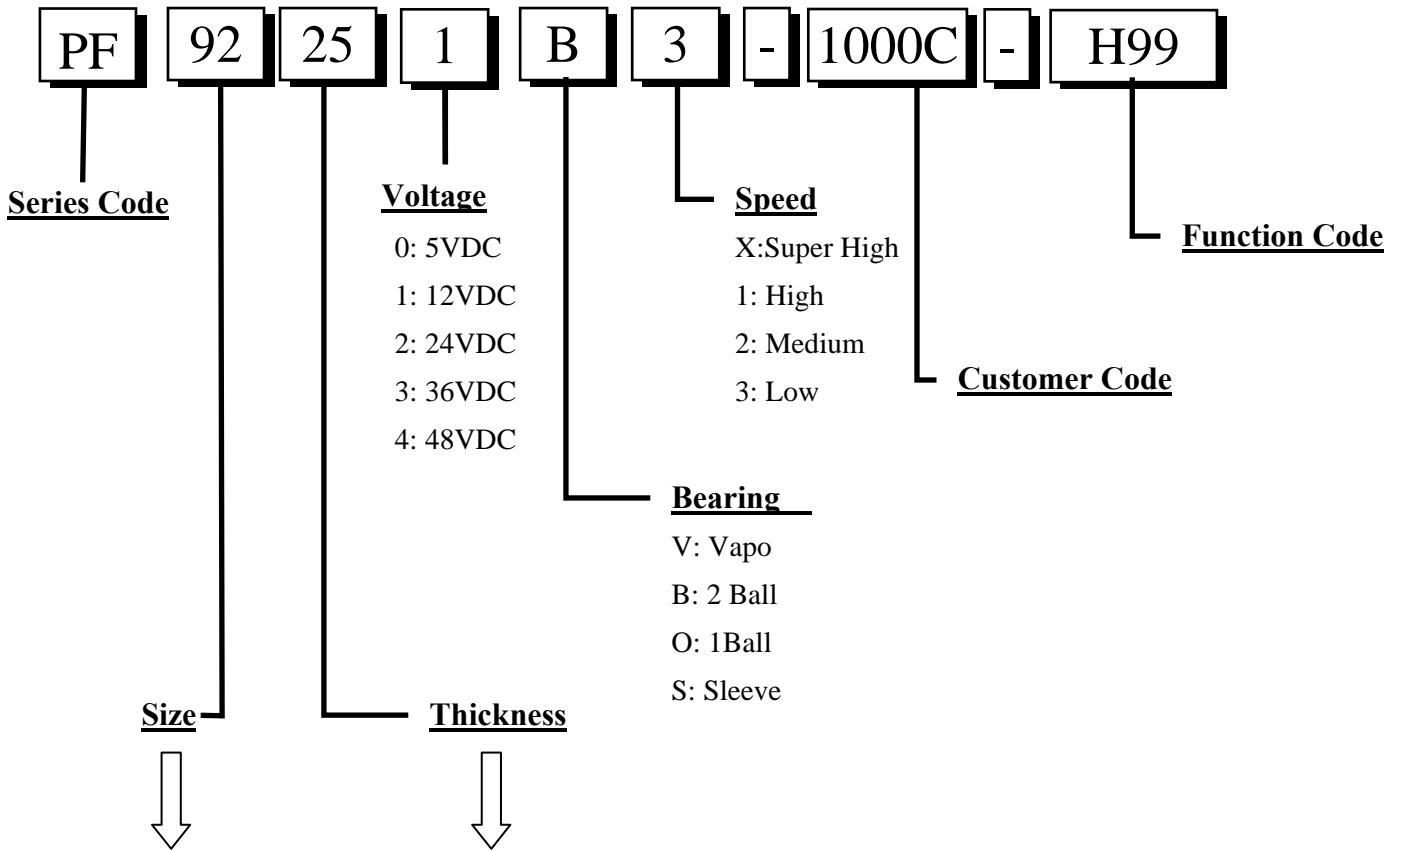 PF 92 25 1 B 3 - 1000C - H99
Series Code
Voltage
0: 5VDC
1: 12VDC
2: 24VDC
3: 36VDC
4: 48VDC
Speed
X:Super High
1: High
2: Medium
3: Low
Function Code
Customer Code
Bearing
V: Vapo
B: 2 Ball
O: 1Ball
S: Sleeve
Size
Thickness